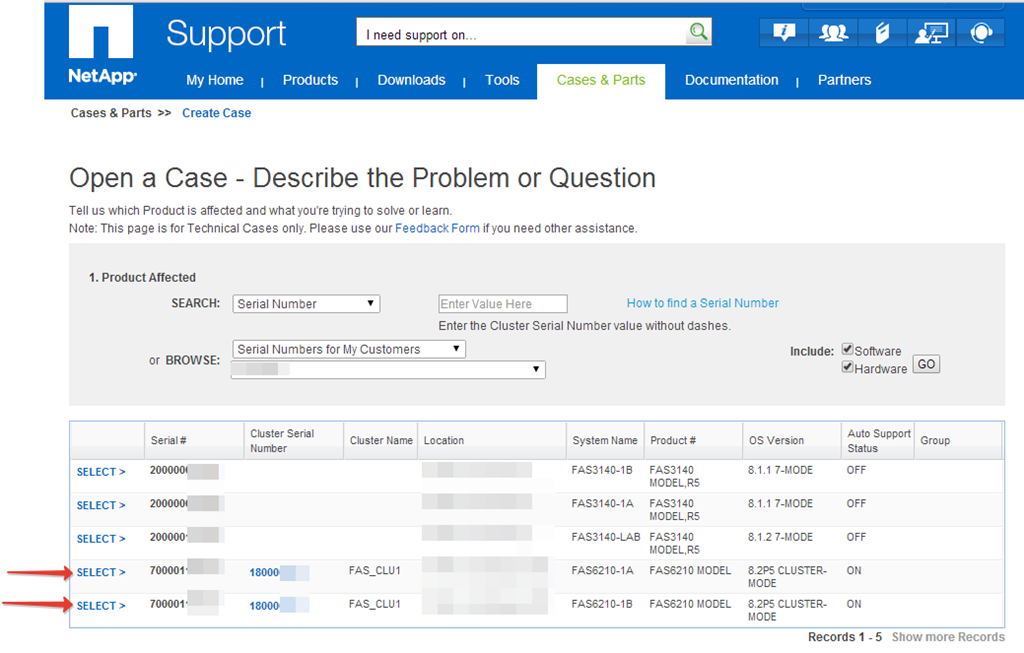 NetApp®
Support
I need support on...
My Home | Products | Downloads | Tools Cases & Parts Documentation | Partners
Cases & Parts >> Create Case
Open a Case - Describe the Problem or Question
Tell us which Product is affected and what you're trying to solve or learn.
Note: This page is for Technical Cases only. Please use our Feedback Form if you need other assistance.
1. Product Affected
SEARCH: Serial Number Enter Value Here How to find a Serial Number
Enter the Cluster Serial Number value without dashes.
or BROWSE: Serial Numbers for My Customers
Include: Software
Hardware GO
Serial # Cluster Serial Number Cluster Name Location System Name Product # OS Version Auto Support Status Group
SELECT > 200000 FAS3140-1B FAS3140 MODEL,R5 8.1.1 7-MODE OFF
SELECT > 200000 FAS3140-1A FAS3140 MODEL,R5 8.1.1 7-MODE OFF
SELECT > 200000 FAS3140-LAB FAS3140 MODEL,R5 8.1.2 7-MODE OFF
SELECT > 700001 18000 FAS_CLU1 FAS6210-1A FAS6210 MODEL 8.2P5 CLUSTER-MODE ON
SELECT > 700001 18000 FAS_CLU1 FAS6210-1B FAS6210 MODEL 8.2P5 CLUSTER-MODE ON
Records 1 - 5 Show more Records